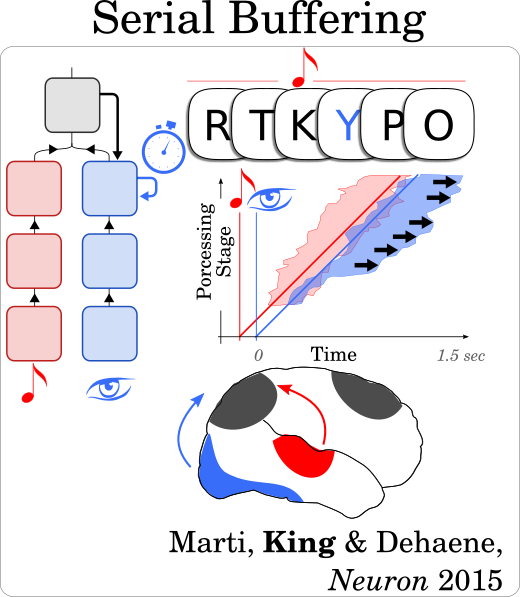 Serial Buffering
R T K Y P O
Porcessing
Stage
0
Time
1.5 sec
Marti, King & Dehaene,
Neuron 2015